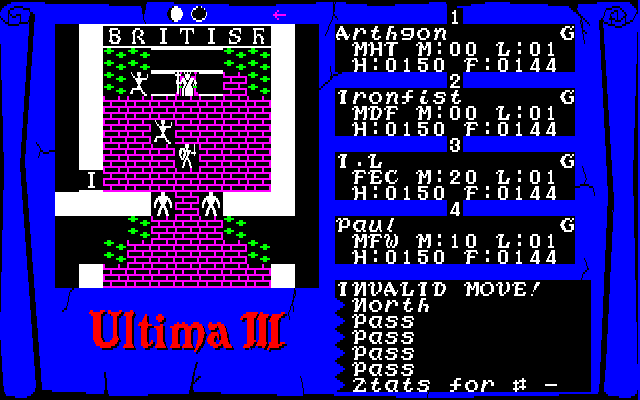 BRITISH
I
Ultima III
1
Arthgon G
MHT M:00 L:01
H:0150 F:0144
2
Ironfist G
MDF M:00 L:01
H:0150 F:0144
3
I.L G
FEC M:20 L:01
H:0150 F:0144
4
Paul G
MFW M:10 L:01
H:0150 F:0144
INVALID MOVE!
North
Pass
Pass
Pass
Pass
Ztats for # -